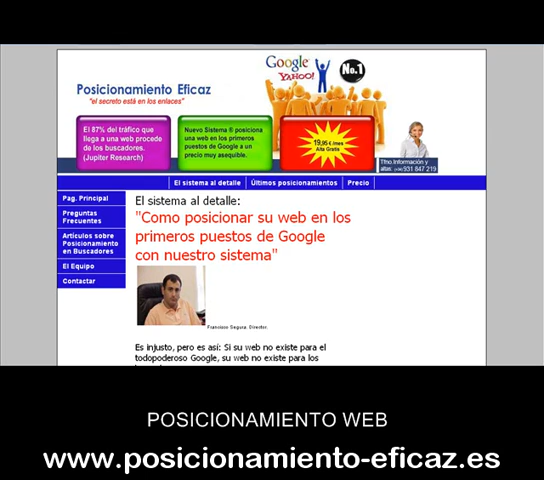 Google
YAHOO!
No.1
Posicionamiento Eficaz
"el secreto está en los enlaces"
El 87% del tráfico que
llega a una web procede
de los buscadores.
(Jupiter Research)
Nuevo Sistema ® posiciona
una web en los primeros
puestos de Google a un
precio muy asequible.
19,95 €/mes
Alta Gratis
Tfno.Información y
altas: (+34) 931 847 219
El sistema al detalle
Últimos posicionamientos
Precio
Pag. Principal
Preguntas
Frecuentes
Artículos sobre
Posicionamiento
en Buscadores
El Equipo
Contactar
El sistema al detalle:
"Como posicionar su web en los
primeros puestos de Google
con nuestro sistema"
Francisco Segura. Director.
Es injusto, pero es así: Si su web no existe para el
todopoderoso Google, su web no existe para los
POSICIONAMIENTO WEB
www.posicionamiento-eficaz.es